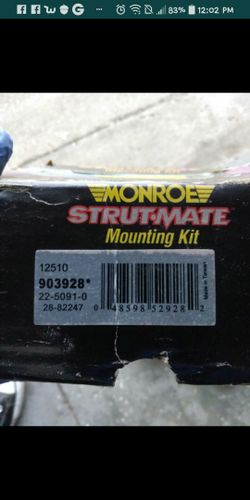 83% 12:02 PM
MONROE
STRUT-MATE
Mounting Kit
12510
903928*
22-5091-0
28-82247
0 48598 52928 2
Made in Taiwan